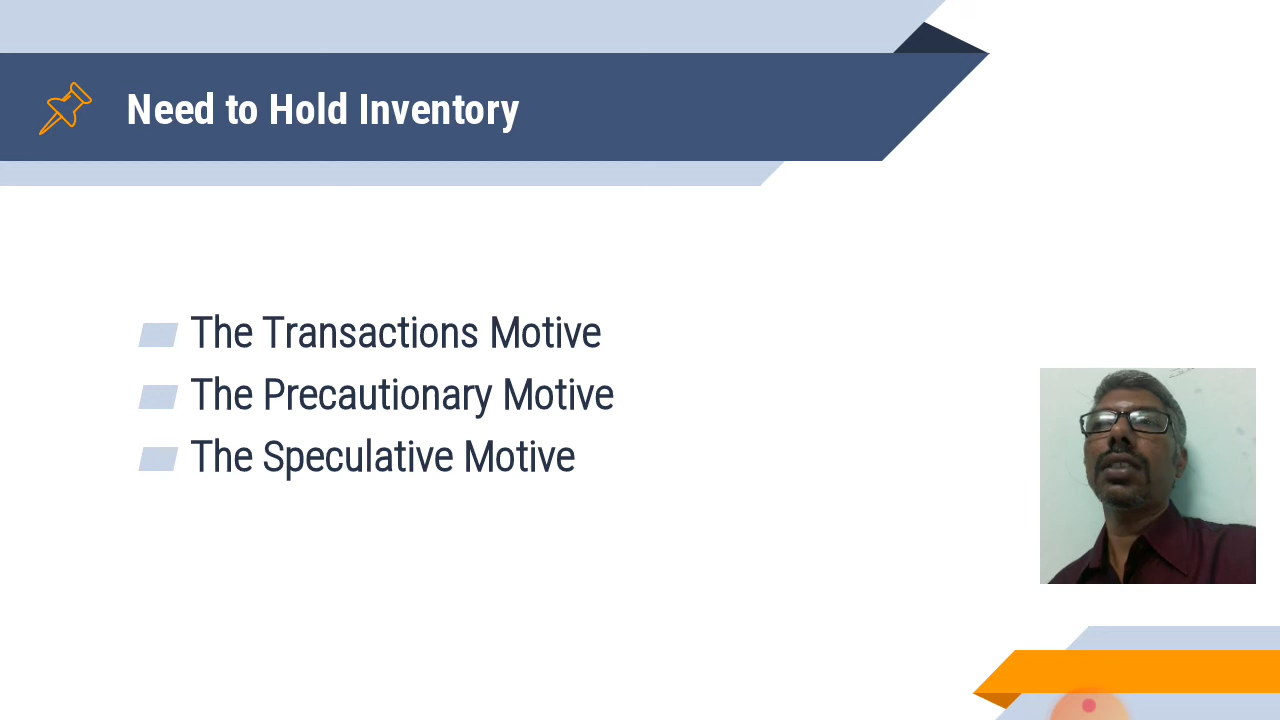 Need to Hold Inventory
The Transactions Motive
The Precautionary Motive
The Speculative Motive